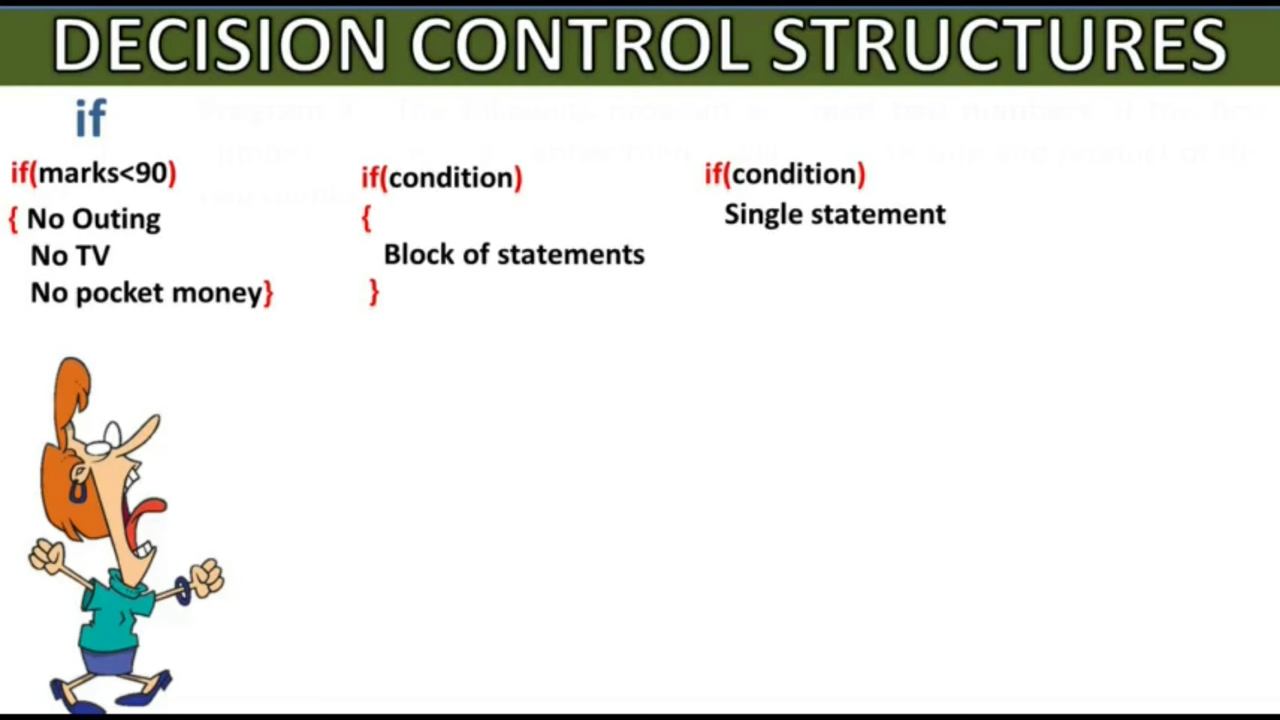 DECISION CONTROL STRUCTURES
if
if(marks<90)
{ No Outing
No TV
No pocket money}
if(condition)
{
Block of statements
}
if(condition)
Single statement